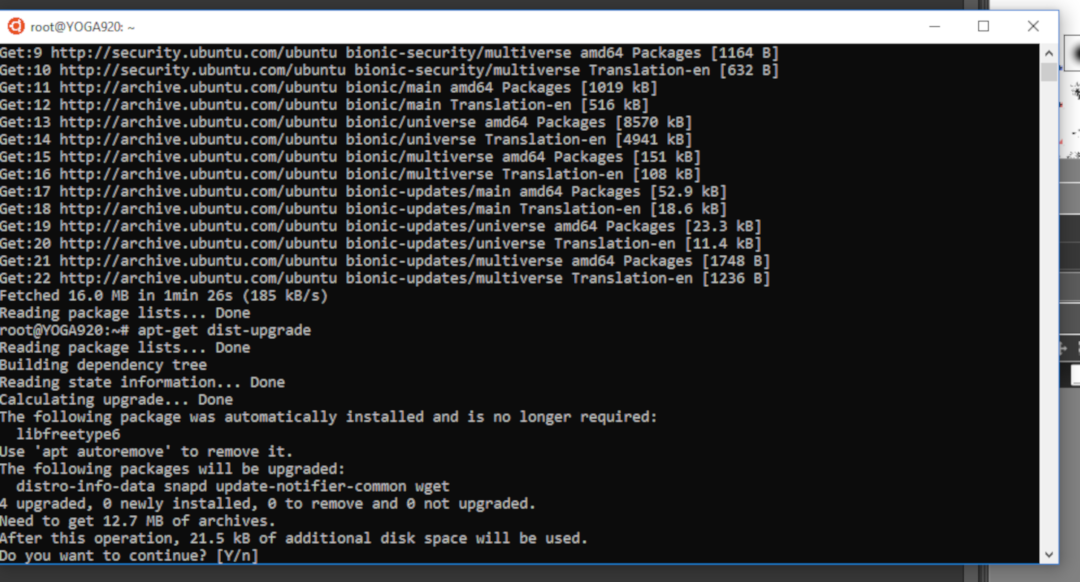 root@YOGA920: ~
Get:9 http://security.ubuntu.com/ubuntu bionic-security/multiverse amd64 Packages [1164 B]
Get:10 http://security.ubuntu.com/ubuntu bionic-security/multiverse Translation-en [632 B]
Get:11 http://archive.ubuntu.com/ubuntu bionic/main amd64 Packages [1019 kB]
Get:12 http://archive.ubuntu.com/ubuntu bionic/main Translation-en [516 kB]
Get:13 http://archive.ubuntu.com/ubuntu bionic/universe amd64 Packages [8570 kB]
Get:14 http://archive.ubuntu.com/ubuntu bionic/universe Translation-en [4941 kB]
Get:15 http://archive.ubuntu.com/ubuntu bionic/multiverse amd64 Packages [151 kB]
Get:16 http://archive.ubuntu.com/ubuntu bionic/multiverse Translation-en [108 kB]
Get:17 http://archive.ubuntu.com/ubuntu bionic-updates/main amd64 Packages [52.9 kB]
Get:18 http://archive.ubuntu.com/ubuntu bionic-updates/main Translation-en [18.6 kB]
Get:19 http://archive.ubuntu.com/ubuntu bionic-updates/universe amd64 Packages [23.3 kB]
Get:20 http://archive.ubuntu.com/ubuntu bionic-updates/universe Translation-en [11.4 kB]
Get:21 http://archive.ubuntu.com/ubuntu bionic-updates/multiverse amd64 Packages [1748 B]
Get:22 http://archive.ubuntu.com/ubuntu bionic-updates/multiverse Translation-en [1236 B]
Fetched 16.0 MB in 1min 26s (185 kB/s)
Reading package lists... Done
root@YOGA920:~# apt-get dist-upgrade
Reading package lists... Done
Building dependency tree
Reading state information... Done
Calculating upgrade... Done
The following package was automatically installed and is no longer required:
libfreetype6
Use 'apt autoremove' to remove it.
The following packages will be upgraded:
distro-info-data snapd update-notifier-common wget
4 upgraded, 0 newly installed, 0 to remove and 0 not upgraded.
Need to get 12.7 MB of archives.
After this operation, 21.5 kB of additional disk space will be used.
Do you want to continue? [Y/n]